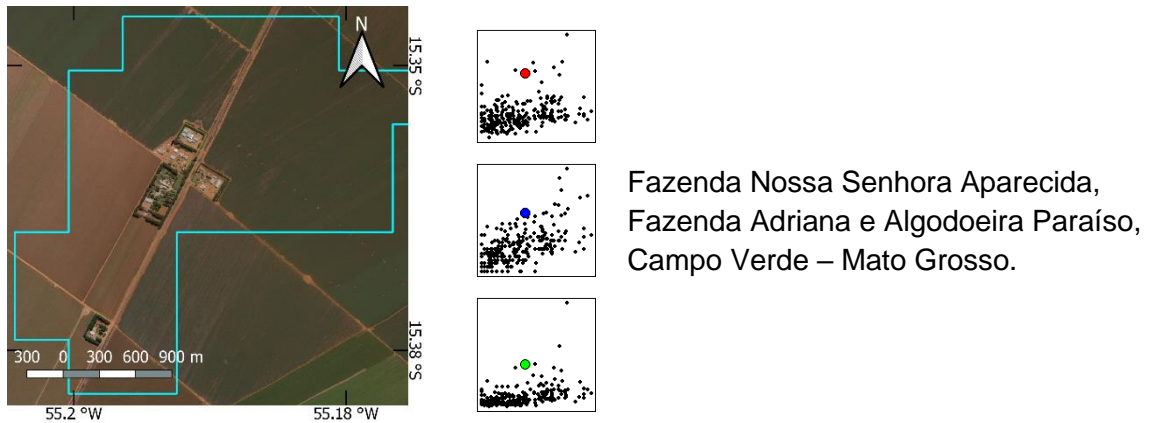 N
15.35 °S
15.38 °S
300 0 300 600 900 m
55.2 °W
55.18 °W
Fazenda Nossa Senhora Aparecida,
Fazenda Adriana e Algodoeira Paraíso,
Campo Verde – Mato Grosso.